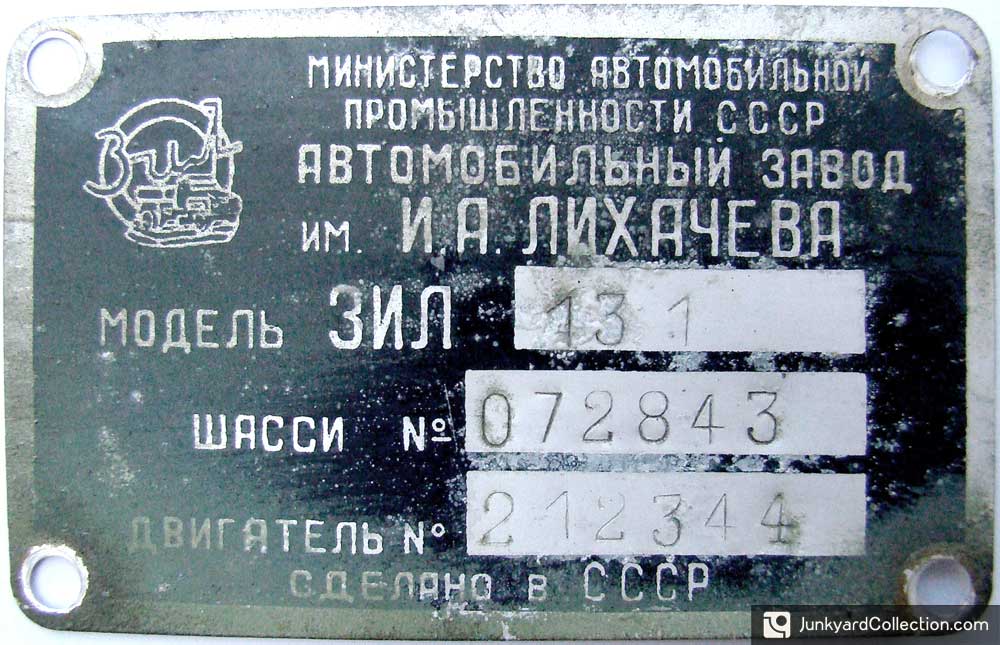 МИНИСТЕРСТВО АВТОМОБИЛЬНОЙ
ПРОМЫШЛЕННОСТИ СССР
АВТОМОБИЛЬНЫЙ ЗАВОД
ИМ. И.А. ЛИХАЧЕВА
ЗИЛ
МОДЕЛЬ ЗИЛ 131
ШАССИ № 072843
ДВИГАТЕЛЬ № 212344
СДЕЛАНО В СССР
JunkyardCollection.com